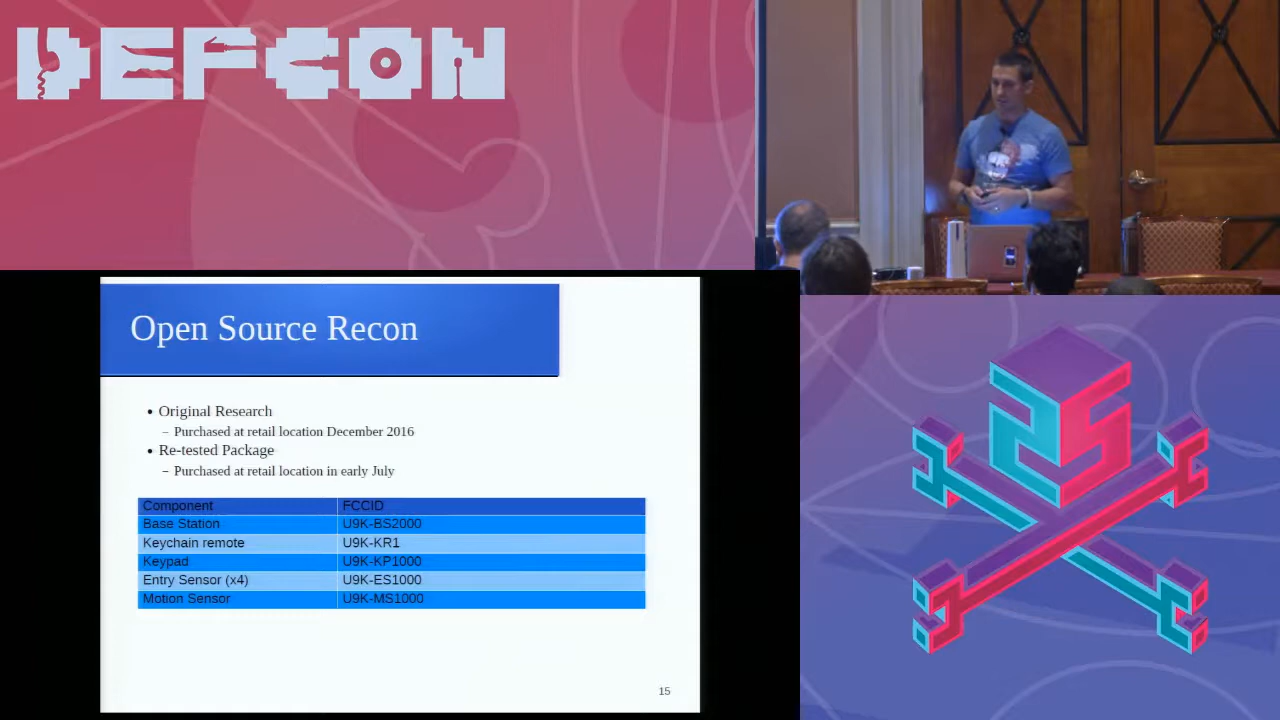 DEFCON
Open Source Recon
• Original Research
– Purchased at retail location December 2016
• Re-tested Package
– Purchased at retail location in early July
Component FCCID
Base Station U9K-BS2000
Keychain remote U9K-KR1
Keypad U9K-KP1000
Entry Sensor (x4) U9K-ES1000
Motion Sensor U9K-MS1000
15
25